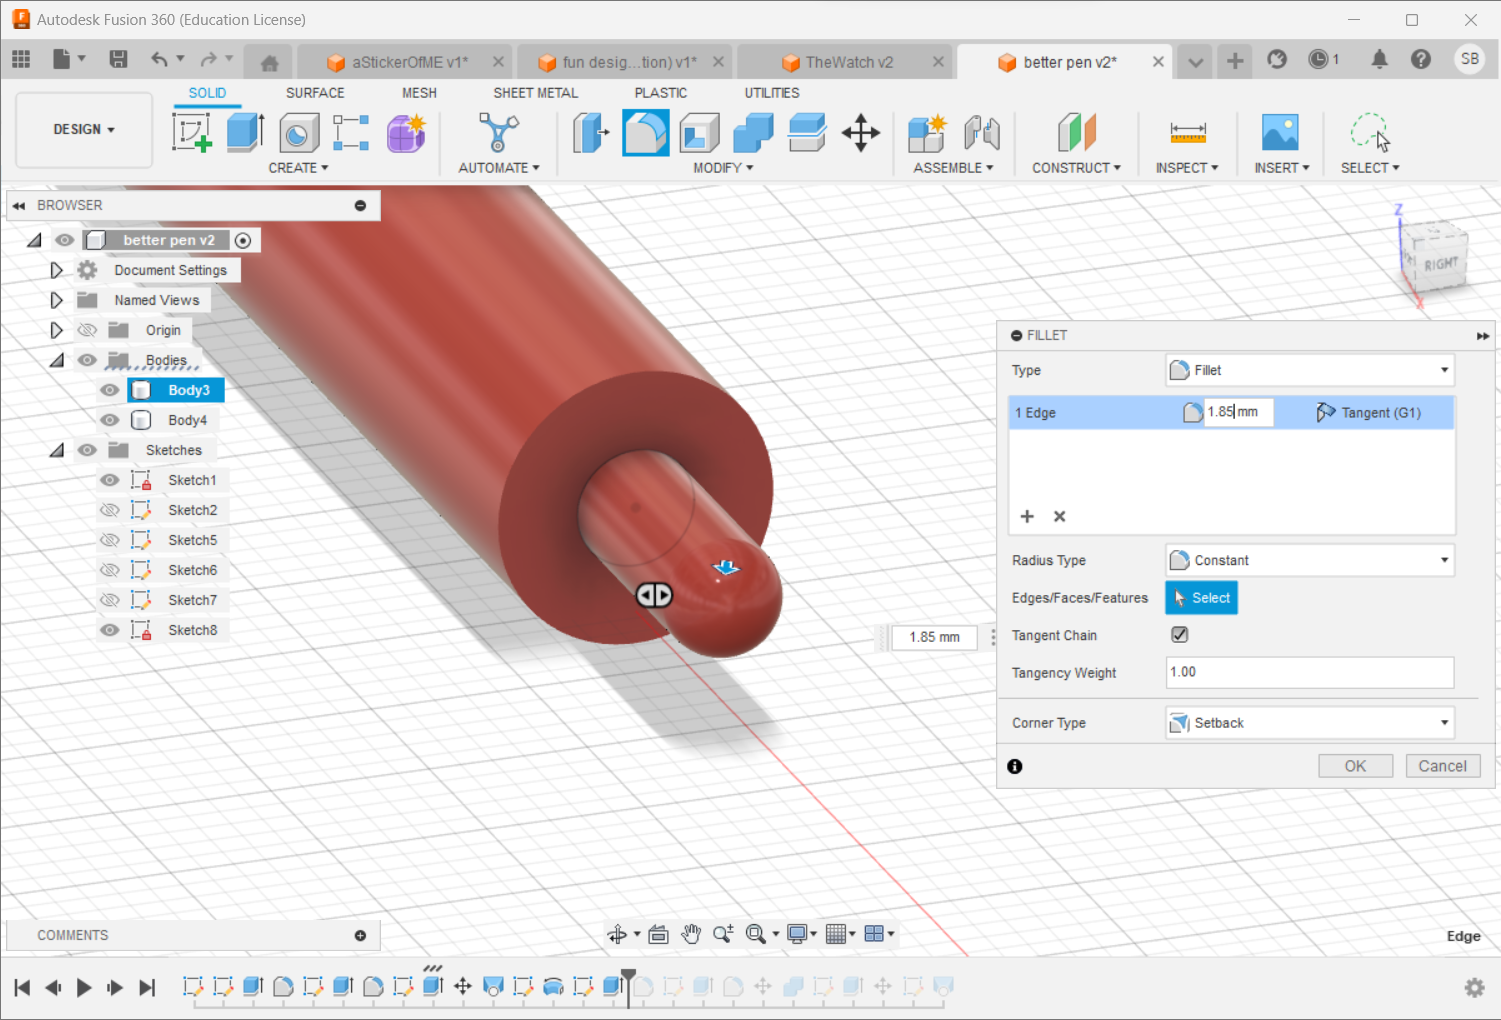 Autodesk Fusion 360 (Education License)
aStickerOfME v1*
fun desig...tion) v1*
TheWatch v2
better pen v2*
1
SB
SOLID
SURFACE
MESH
SHEET METAL
PLASTIC
UTILITIES
DESIGN
CREATE
AUTOMATE
MODIFY
ASSEMBLE
CONSTRUCT
INSPECT
INSERT
SELECT
BROWSER
better pen v2
Document Settings
Named Views
Origin
Bodies
Body3
Body4
Sketches
Sketch1
Sketch2
Sketch5
Sketch6
Sketch7
Sketch8
Z
RIGHT
X
1.85 mm
FILLET
Type
Fillet
1 Edge
1.85 mm
Tangent (G1)
Radius Type
Constant
Edges/Faces/Features
Select
Tangent Chain
Tangency Weight
1.00
Corner Type
Setback
OK
Cancel
COMMENTS
Edge